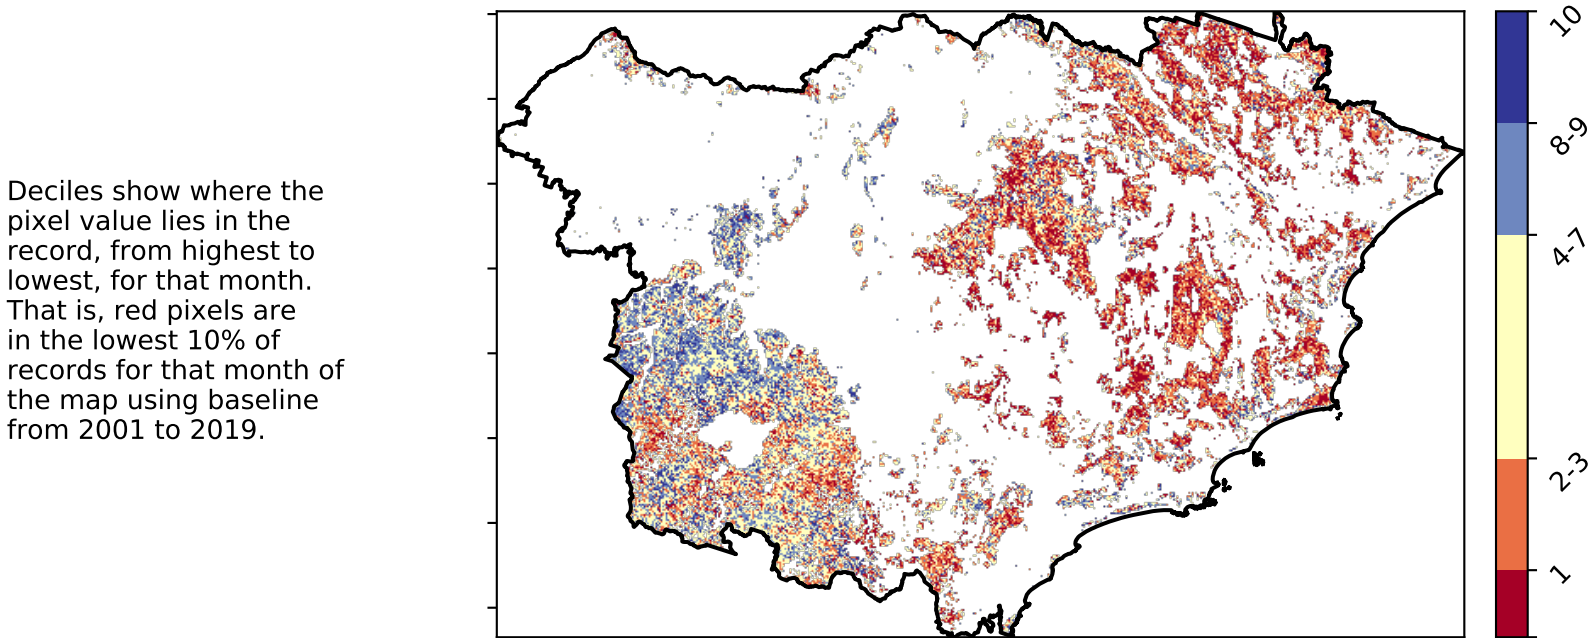 Deciles show where the
pixel value lies in the
record, from highest to
lowest, for that month.
That is, red pixels are
in the lowest 10% of
records for that month of
the map using baseline
from 2001 to 2019.
10
8-9
4-7
2-3
1